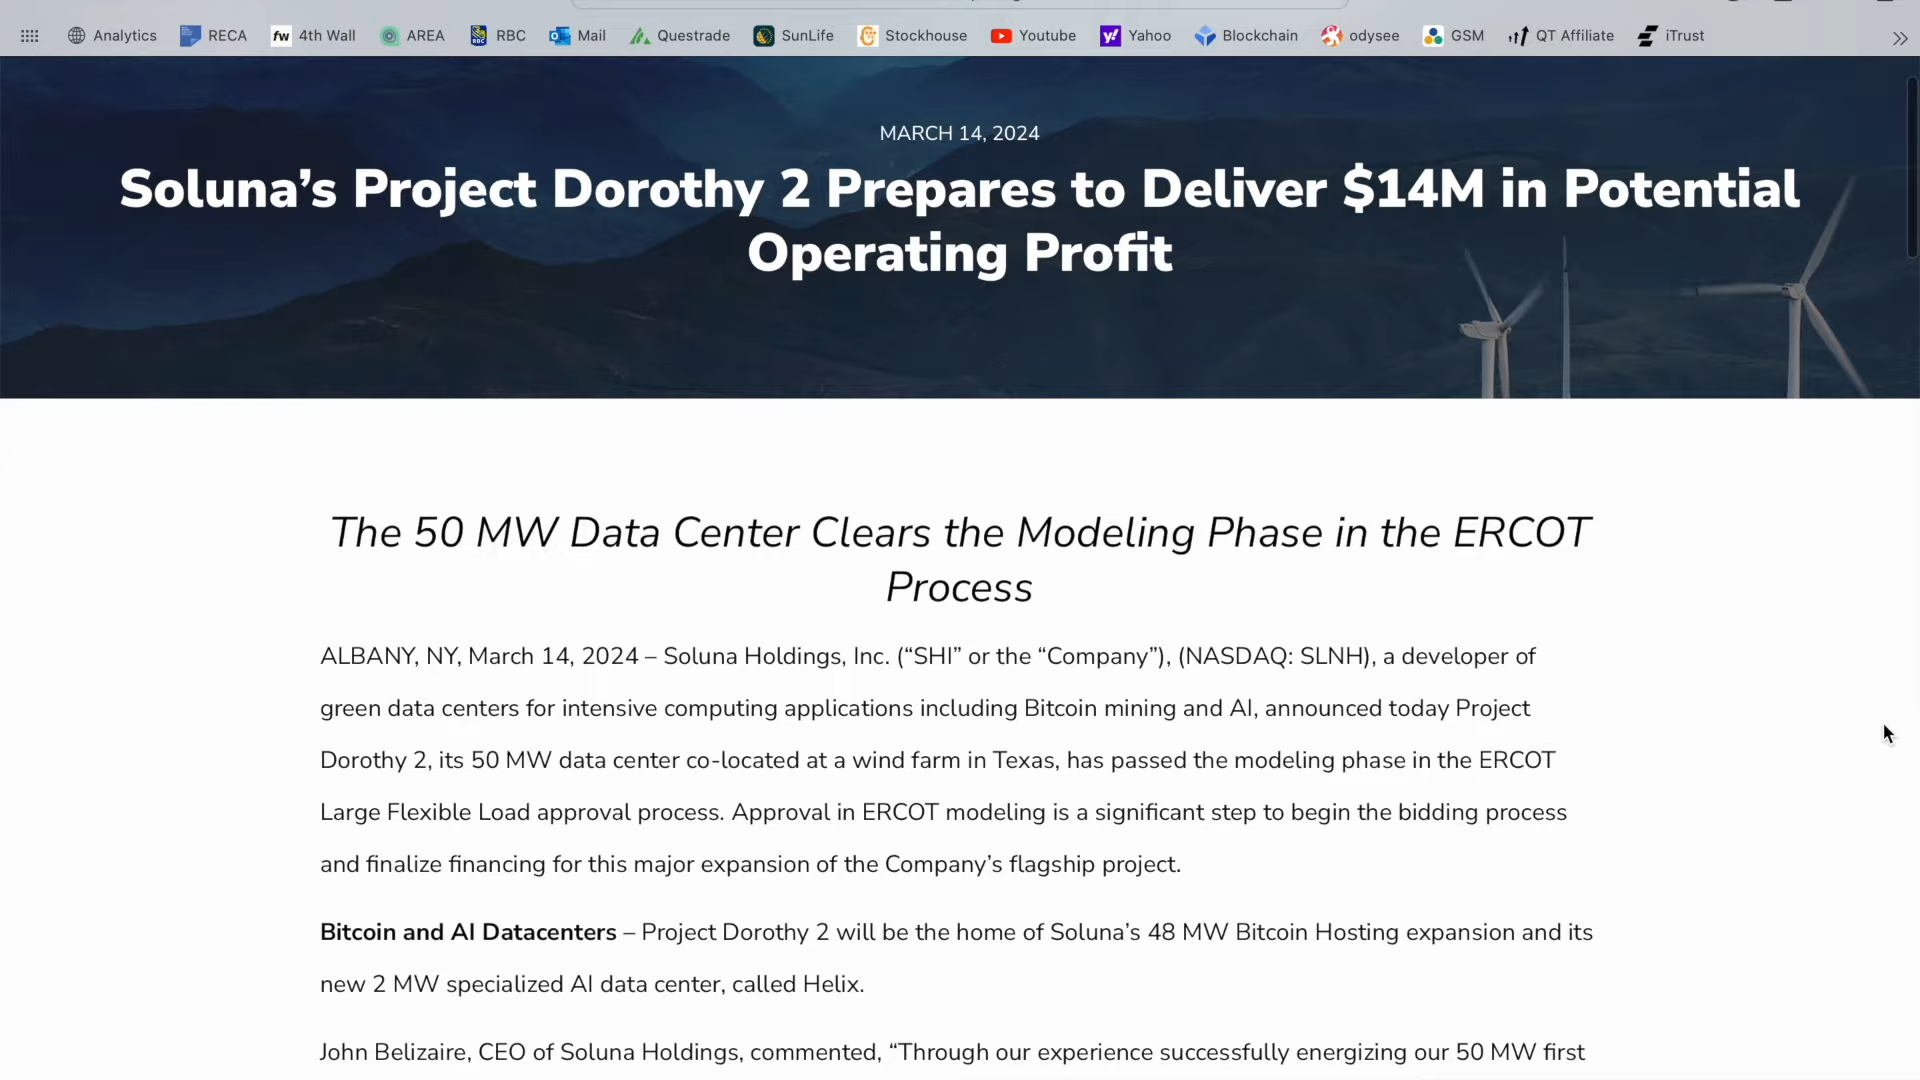 Analytics RECA fw 4th Wall AREA RBC RBC Mail Questrade SunLife Stockhouse Youtube y! Yahoo Blockchain odysee GSM QT Affiliate iTrust
MARCH 14, 2024
Soluna’s Project Dorothy 2 Prepares to Deliver $14M in Potential
Operating Profit
The 50 MW Data Center Clears the Modeling Phase in the ERCOT
Process
ALBANY, NY, March 14, 2024 – Soluna Holdings, Inc. (“SHI” or the “Company”), (NASDAQ: SLNH), a developer of
green data centers for intensive computing applications including Bitcoin mining and AI, announced today Project
Dorothy 2, its 50 MW data center co-located at a wind farm in Texas, has passed the modeling phase in the ERCOT
Large Flexible Load approval process. Approval in ERCOT modeling is a significant step to begin the bidding process
and finalize financing for this major expansion of the Company’s flagship project.
Bitcoin and AI Datacenters – Project Dorothy 2 will be the home of Soluna’s 48 MW Bitcoin Hosting expansion and its
new 2 MW specialized AI data center, called Helix.
John Belizaire, CEO of Soluna Holdings, commented, “Through our experience successfully energizing our 50 MW first